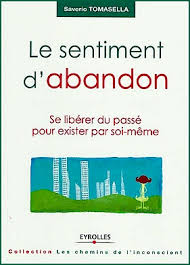 Saverio TOMASELLA
Le sentiment
d'abandon
Se libérer du passé
pour exister par soi-même
EYROLLES
Collection Les chemins de l'inconscient